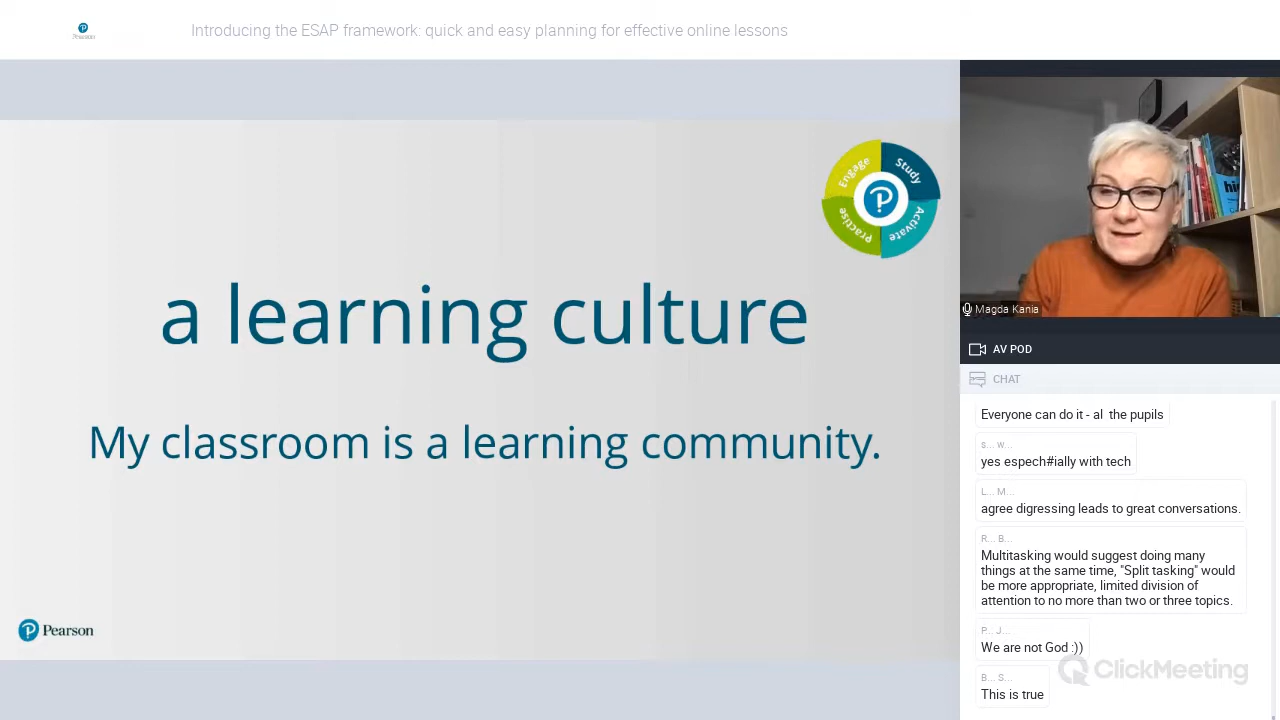 Pearson
Introducing the ESAP framework: quick and easy planning for effective online lessons
Engage
Study
Practise
Activate
a learning culture
My classroom is a learning community.
Pearson
Magda Kania
AV POD
CHAT
Everyone can do it - al the pupils
s... w...
yes espech#ially with tech
L... M...
agree digressing leads to great conversations.
R... B...
Multitasking would suggest doing many
things at the same time, "Split tasking" would
be more appropriate, limited division of
attention to no more than two or three topics.
P... J...
We are not God :))
B... S...
This is true
ClickMeeting